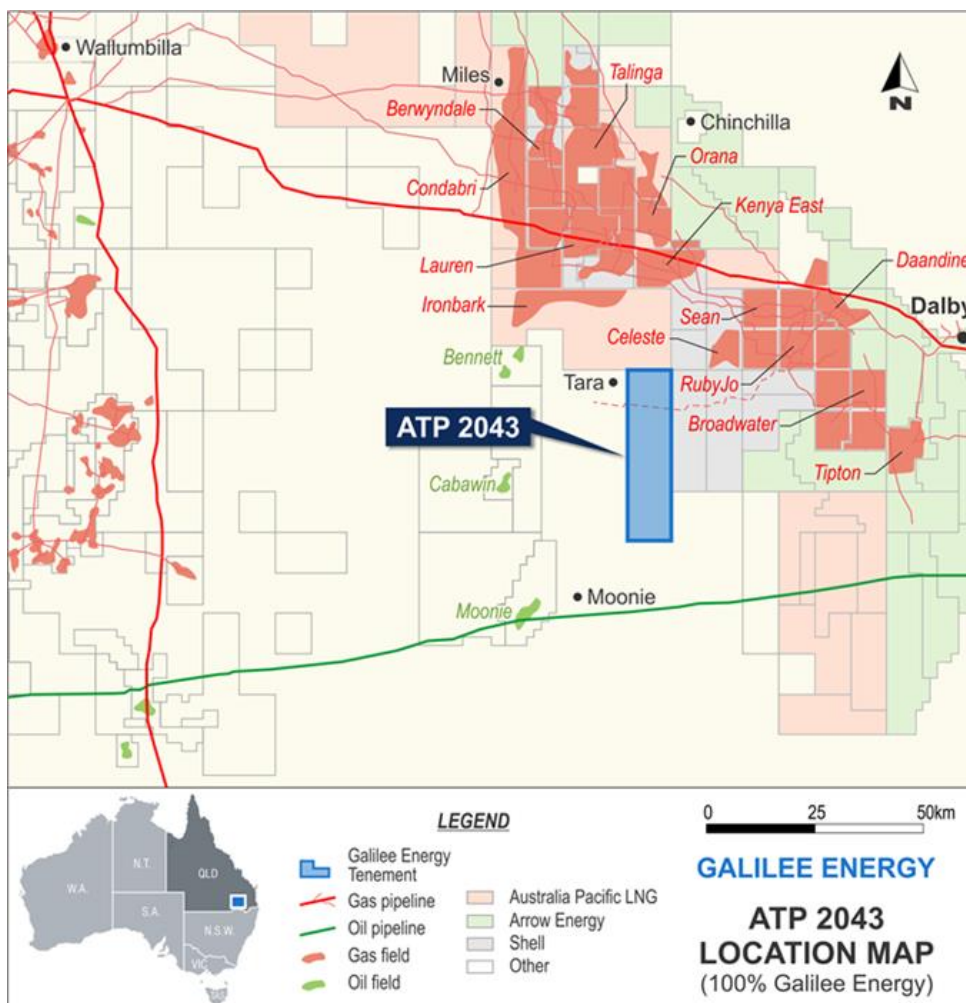 Wallumbilla
Miles
Talinga
Berwyndale
Chinchilla
Orana
Condabri
Kenya East
Lauren
Daandine
Ironbark
Sean
Dalby
Celeste
Bennett
Tara
RubyJo
ATP 2043
Broadwater
Cabawin
Tipton
Moonie
Moonie
N
LEGEND
Galilee Energy
Tenement
Gas pipeline
Oil pipeline
Gas field
Oil field
Australia Pacific LNG
Arrow Energy
Shell
Other
0 25 50km
GALILEE ENERGY
ATP 2043
LOCATION MAP
(100% Galilee Energy)
W.A.
N.T.
QLD
S.A.
N.S.W.
VIC